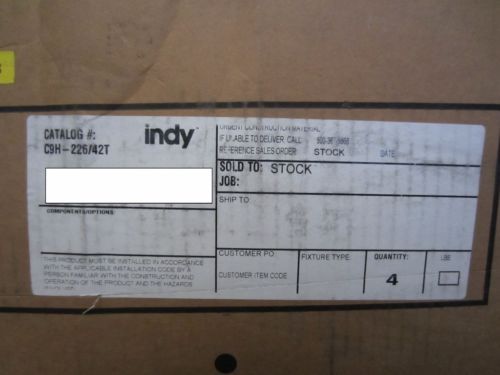 CATALOG #:
C9H-226/42T
indy
URGENT CONSTRUCTION MATERIAL
IF UNABLE TO DELIVER CALL
REFERENCE SALES ORDER: STOCK DATE
SOLD TO: STOCK
JOB:
SHIP TO
COMPONENTS/OPTIONS:
THIS PRODUCT MUST BE INSTALLED IN ACCORDANCE
WITH THE APPLICABLE INSTALLATION CODE BY A
PERSON FAMILIAR WITH THE CONSTRUCTION AND
OPERATION OF THE PRODUCT AND THE HAZARDS
CUSTOMER PO:
CUSTOMER ITEM CODE
FIXTURE TYPE:
QUANTITY:
4